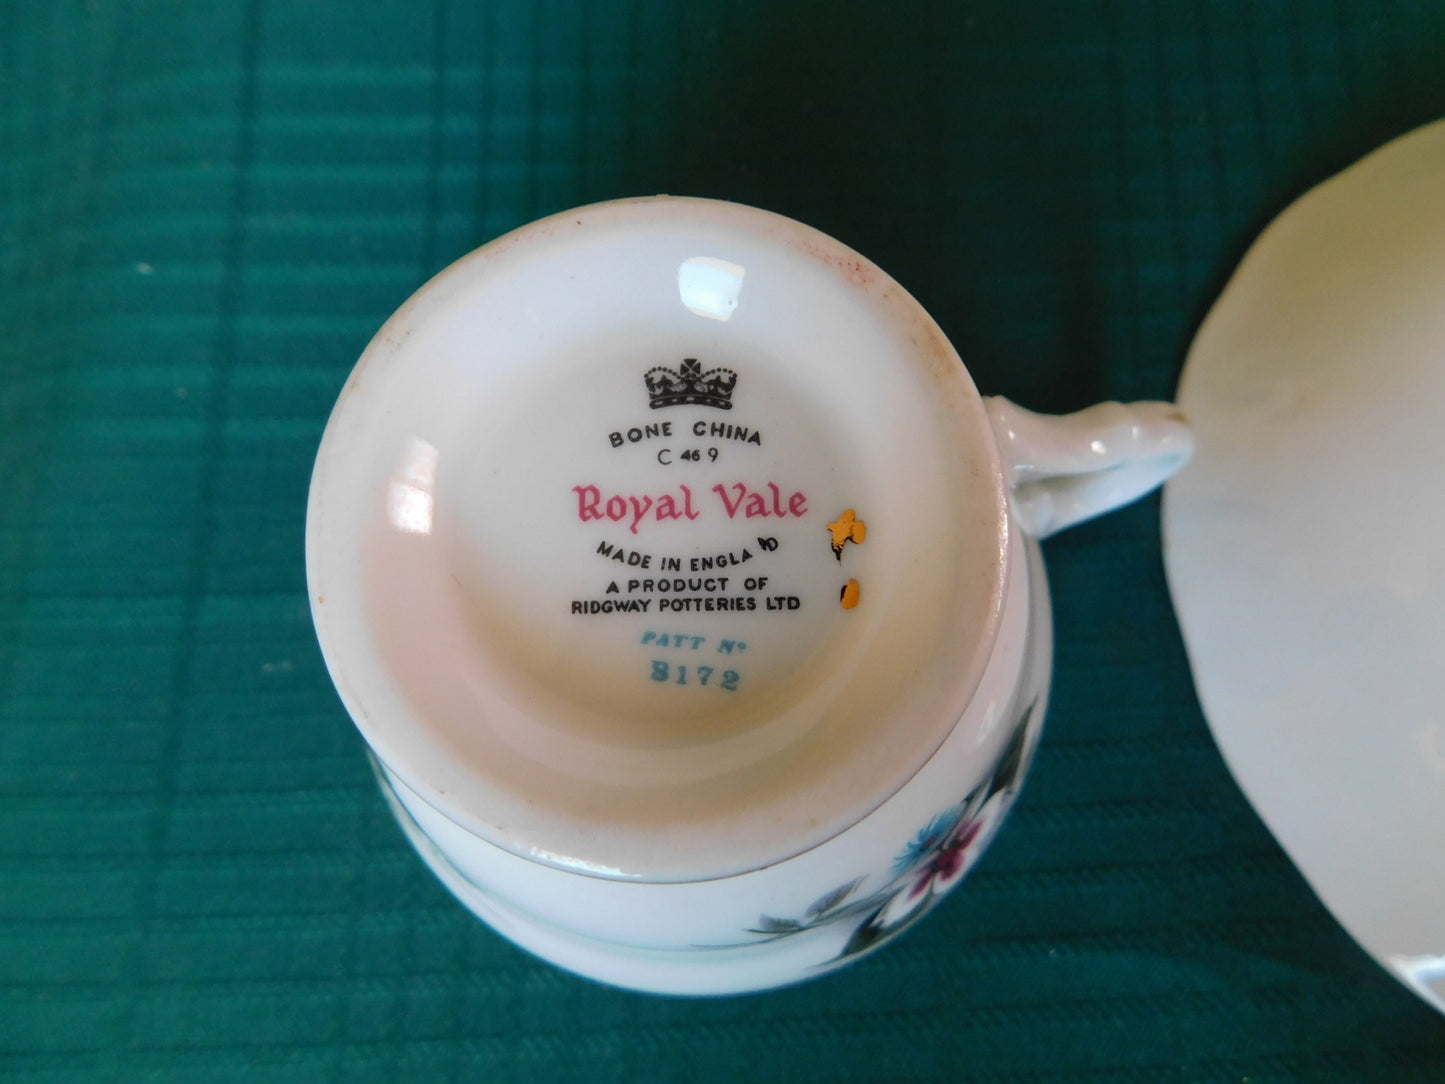 BONE CHINA
C 46 9
Royal Vale
MADE IN ENGLAND
A PRODUCT OF
RIDGWAY POTTERIES LTD
PATT Nº
8172